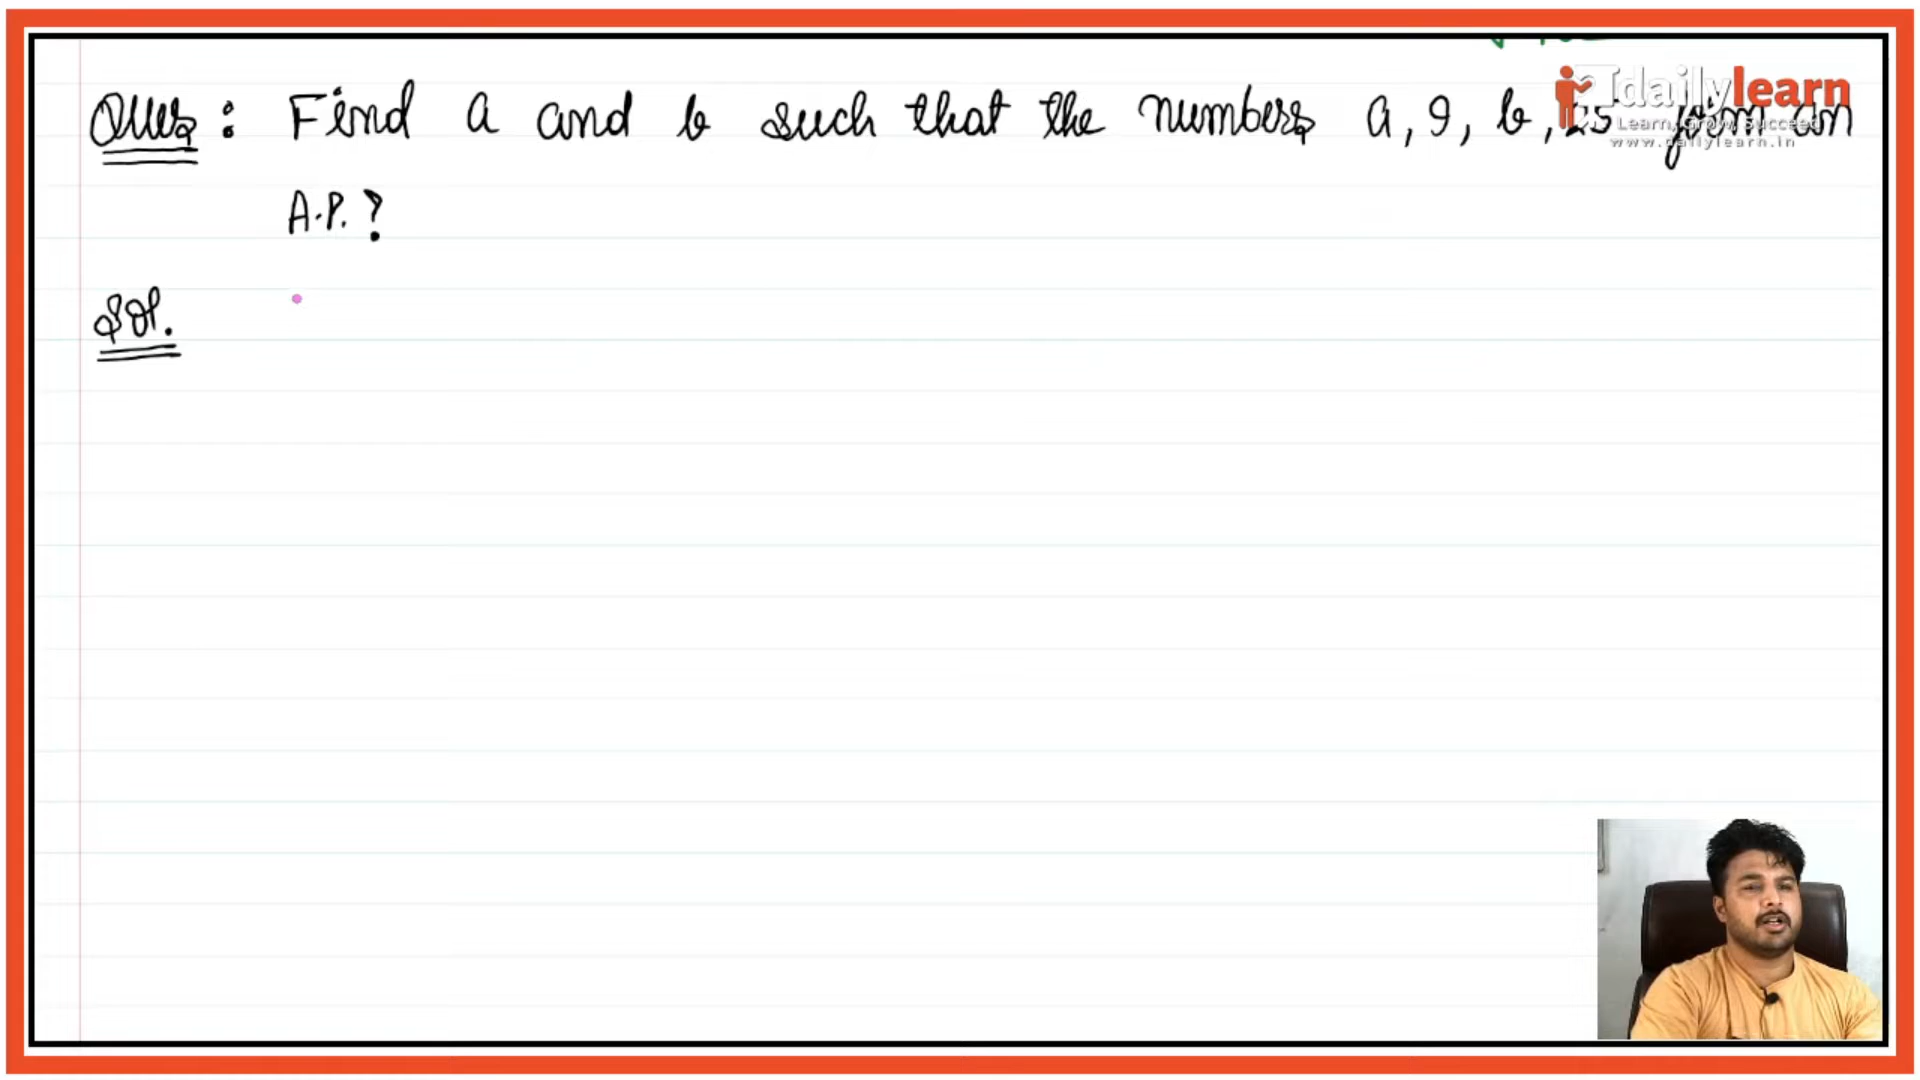 Ques : Find a and b such that the numbers a, 9, b, 25 form an
dailylearn
Learn, Grow, Succeed
www.dailylearn.in
A.P. ?
Sol.